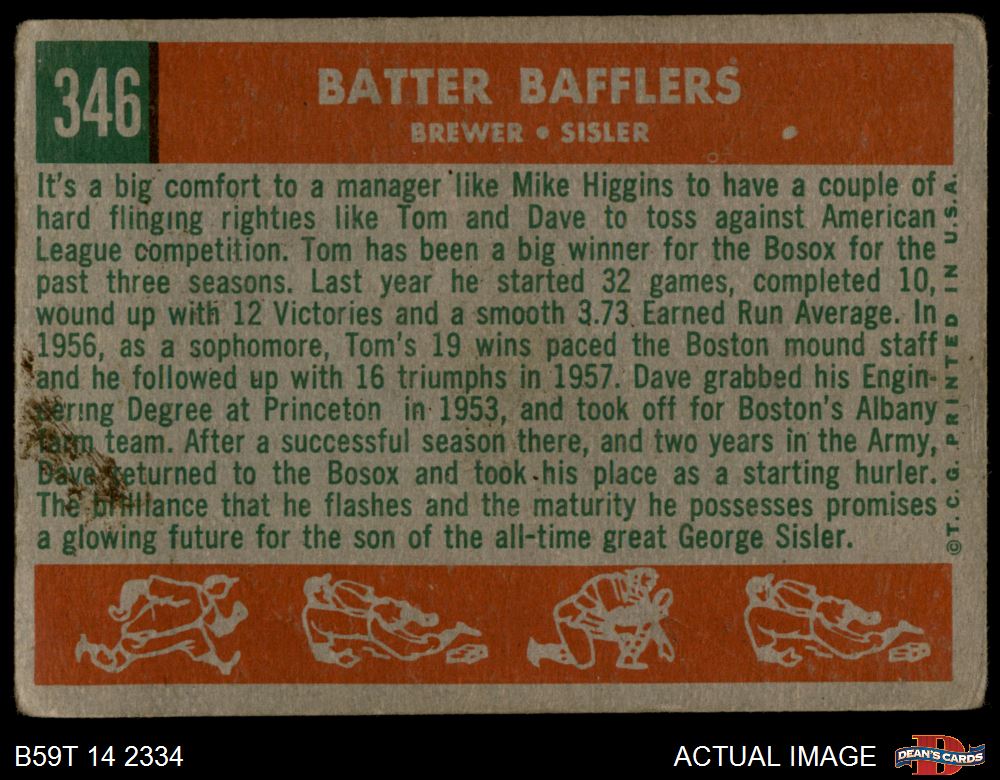 346
BATTER BAFFLERS
BREWER • SISLER
It's a big comfort to a manager like Mike Higgins to have a couple of
hard flinging righties like Tom and Dave to toss against American
League competition. Tom has been a big winner for the Bosox for the
past three seasons. Last year he started 32 games, completed 10,
wound up with 12 Victories and a smooth 3.73 Earned Run Average. In
1956, as a sophomore, Tom's 19 wins paced the Boston mound staff
and he followed up with 16 triumphs in 1957. Dave grabbed his Engin-
eering Degree at Princeton in 1953, and took off for Boston's Albany
farm team. After a successful season there, and two years in the Army,
Dave returned to the Bosox and took his place as a starting hurler.
The brilliance that he flashes and the maturity he possesses promises
a glowing future for the son of the all-time great George Sisler.
©T. C. G. PRINTED IN U.S.A.
B59T 14 2334
ACTUAL IMAGE
D
DEAN'S CARDS